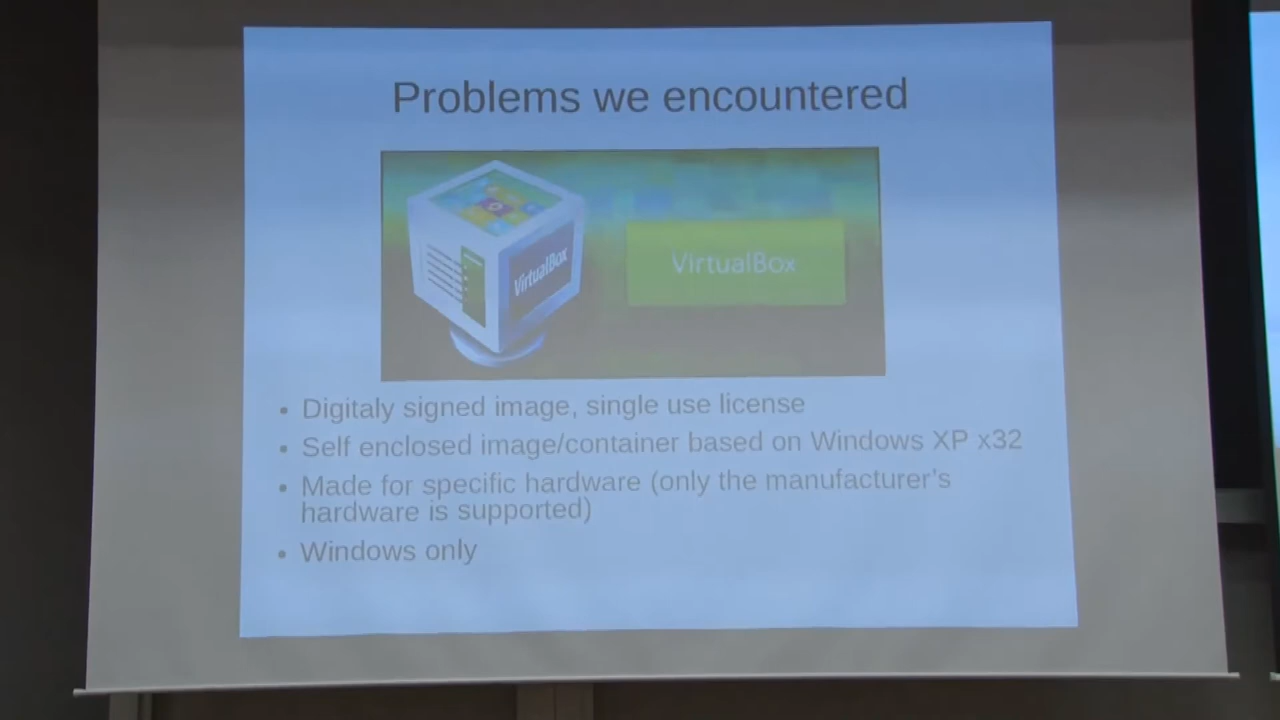 Problems we encountered
VirtualBox
VirtualBox
• Digitaly signed image, single use license
• Self enclosed image/container based on Windows XP x32
• Made for specific hardware (only the manufacturer's
hardware is supported)
• Windows only